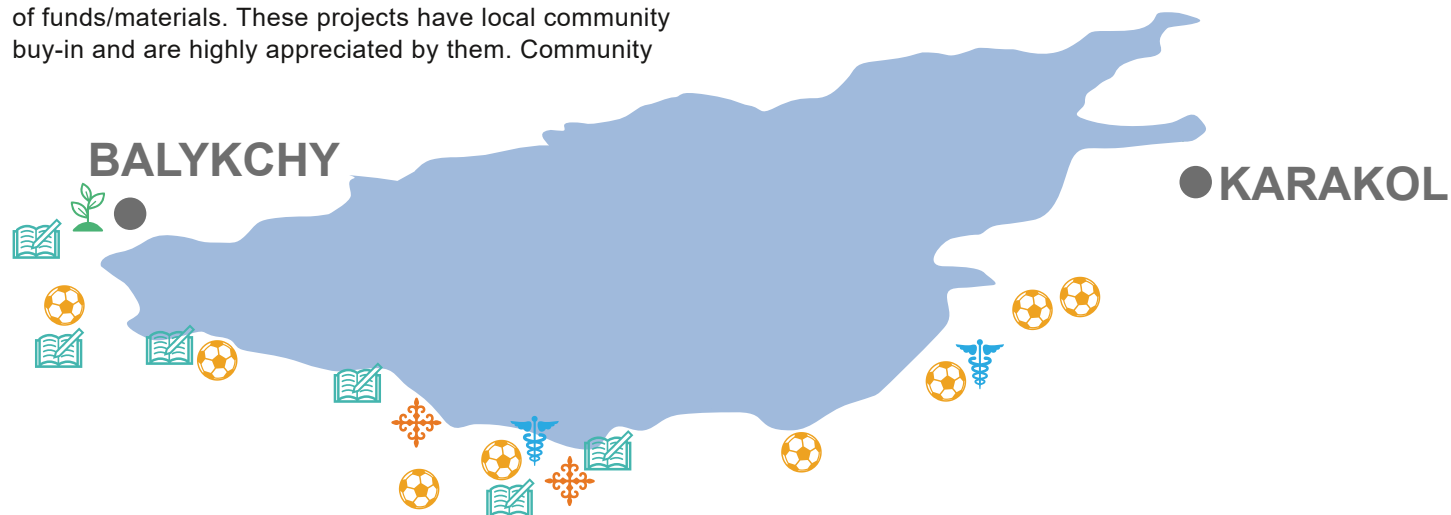 of funds/materials. These projects have local community
buy-in and are highly appreciated by them. Community
BALYKCHY
KARAKOL